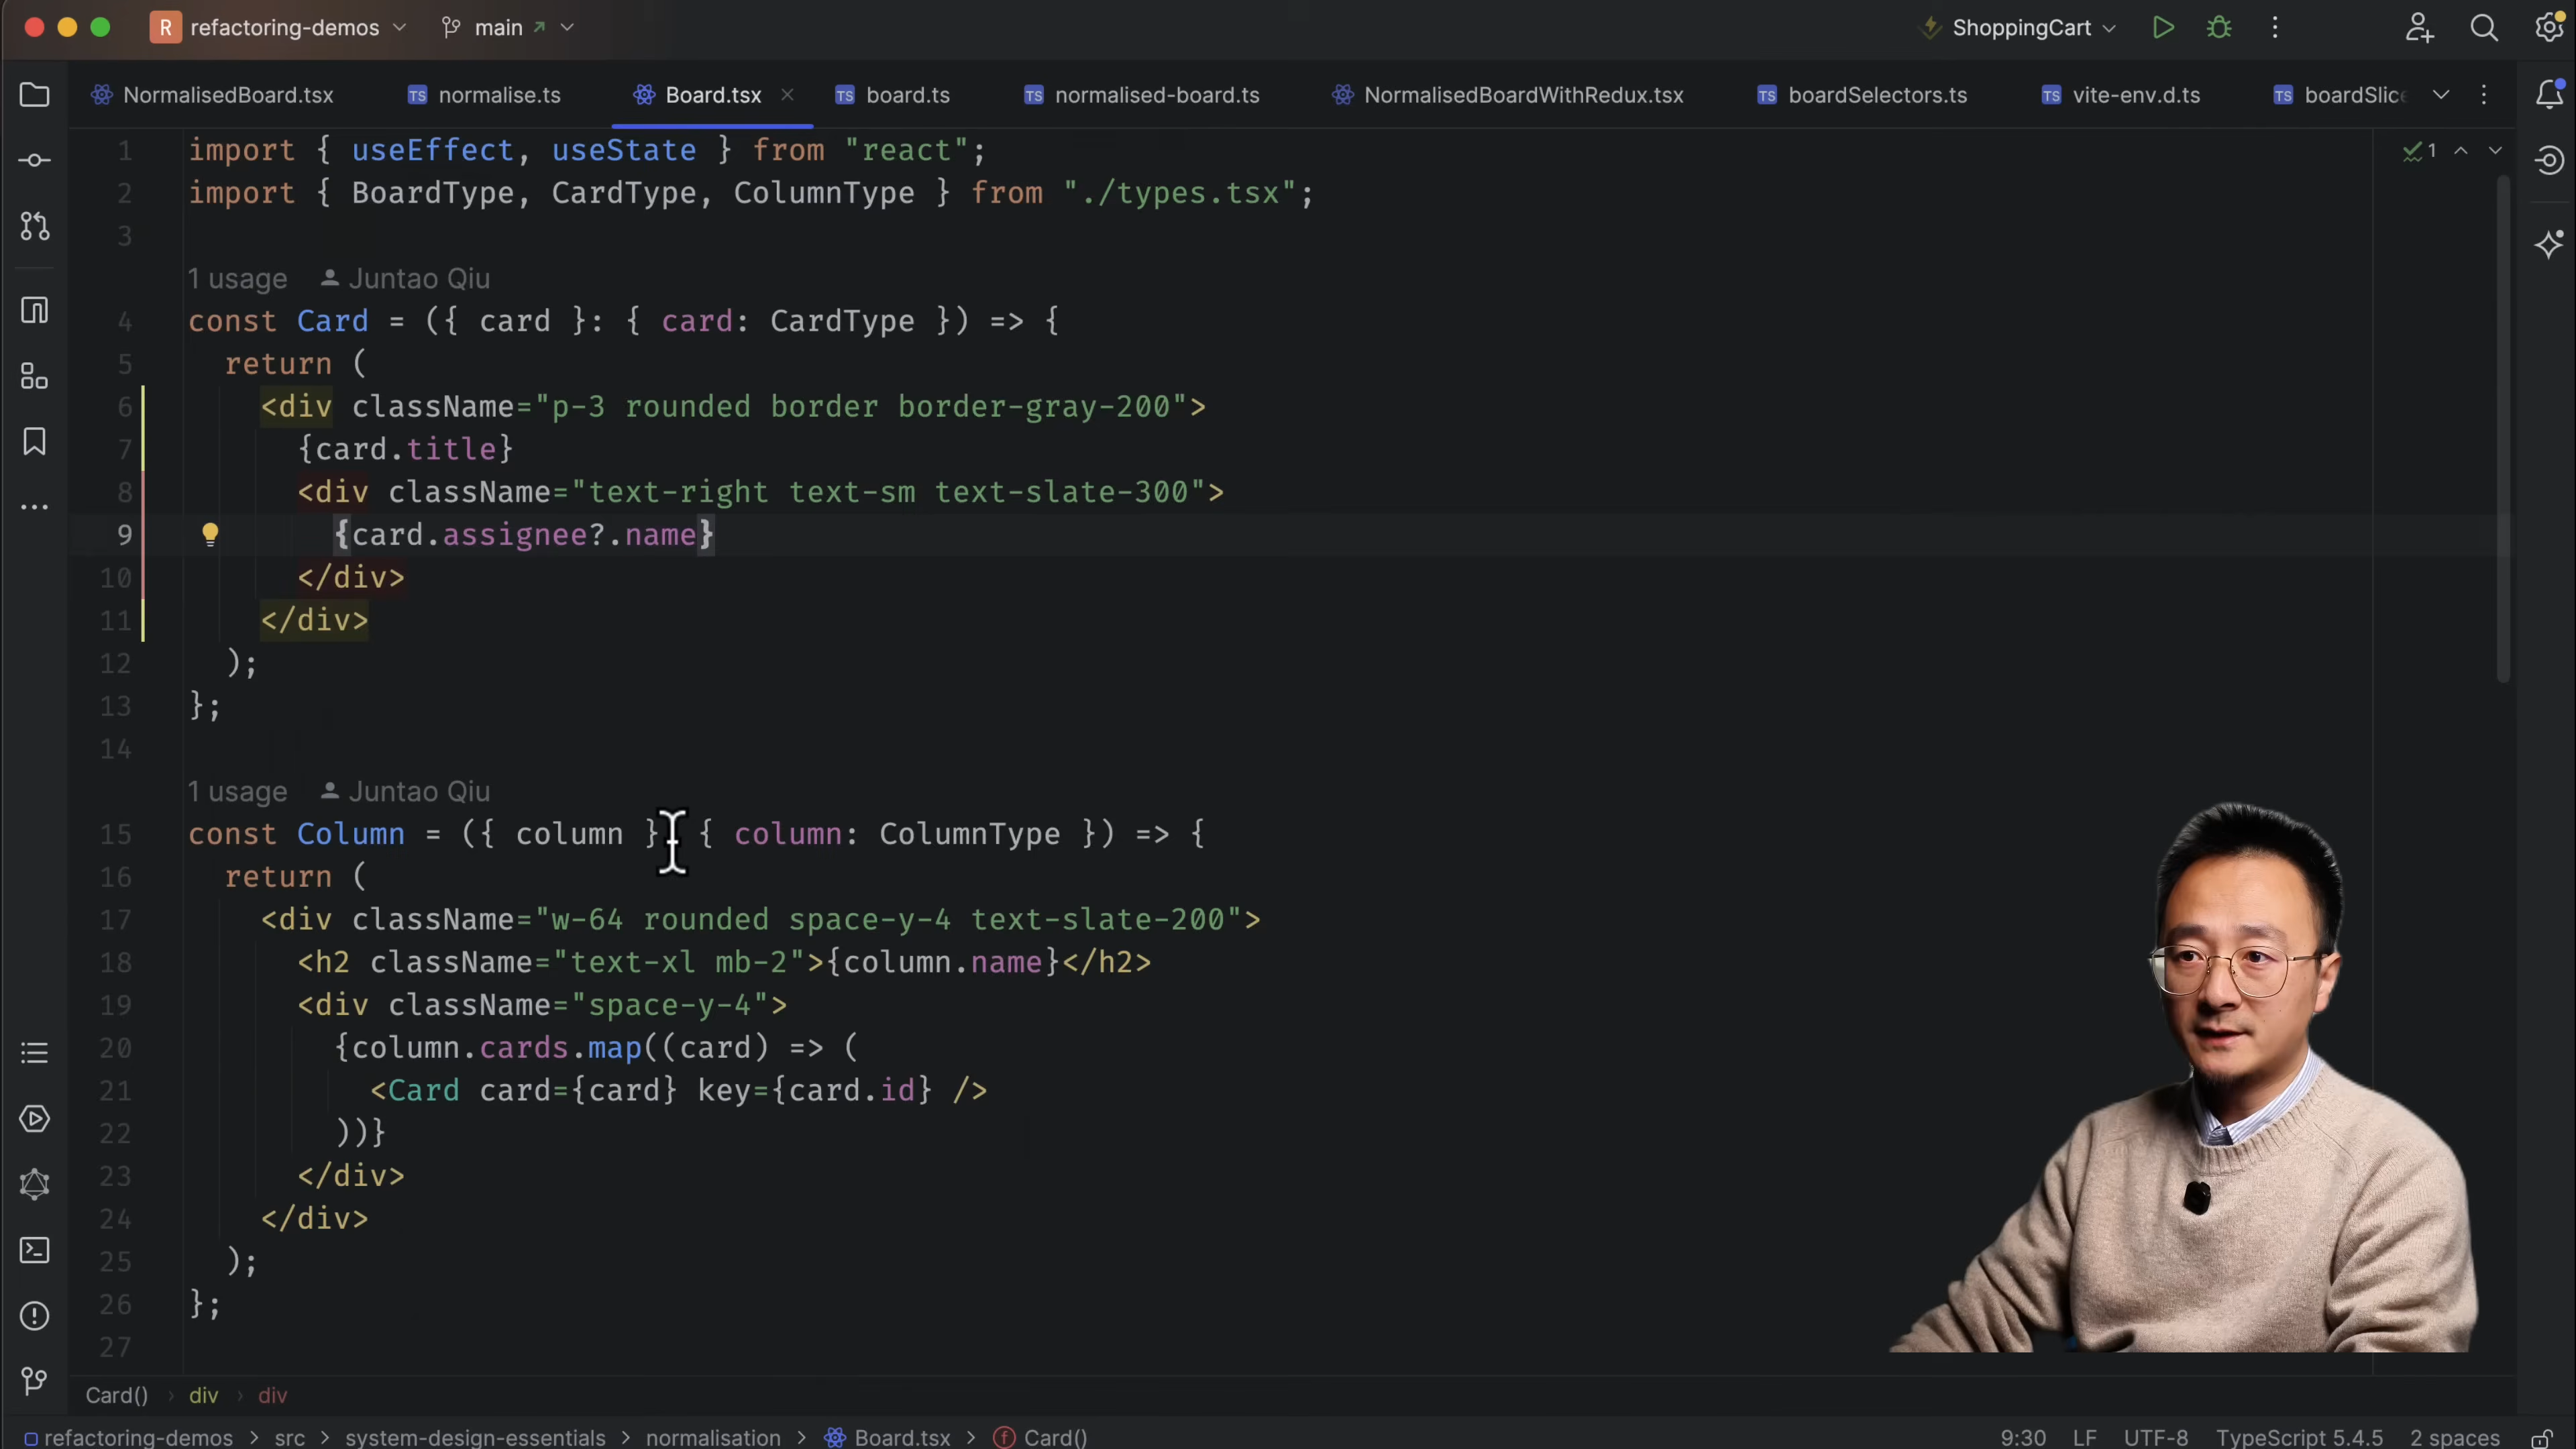 R refactoring-demos main ShoppingCart
NormalisedBoard.tsx TS normalise.ts Board.tsx TS board.ts TS normalised-board.ts NormalisedBoardWithRedux.tsx TS boardSelectors.ts TS vite-env.d.ts TS boardSlice
1 import { useEffect, useState } from "react"; 1
2 import { BoardType, CardType, ColumnType } from "./types.tsx";
3
1 usage Juntao Qiu
4 const Card = ({ card }: { card: CardType }) => {
5 return (
6 <div className="p-3 rounded border border-gray-200">
7 {card.title}
8 <div className="text-right text-sm text-slate-300">
9 {card.assignee?.name}
10 </div>
11 </div>
12 );
13 };
14
1 usage Juntao Qiu
15 const Column = ({ column } { column: ColumnType }) => {
16 return (
17 <div className="w-64 rounded space-y-4 text-slate-200">
18 <h2 className="text-xl mb-2">{column.name}</h2>
19 <div className="space-y-4">
20 {column.cards.map((card) => (
21 <Card card={card} key={card.id} />
22 ))}
23 </div>
24 </div>
25 );
26 };
27
Card() › div › div
refactoring-demos > src > system-design-essentials > normalisation > Board.tsx > f Card() 9:30 LF UTF-8 TypeScript 5.4.5 2 spaces